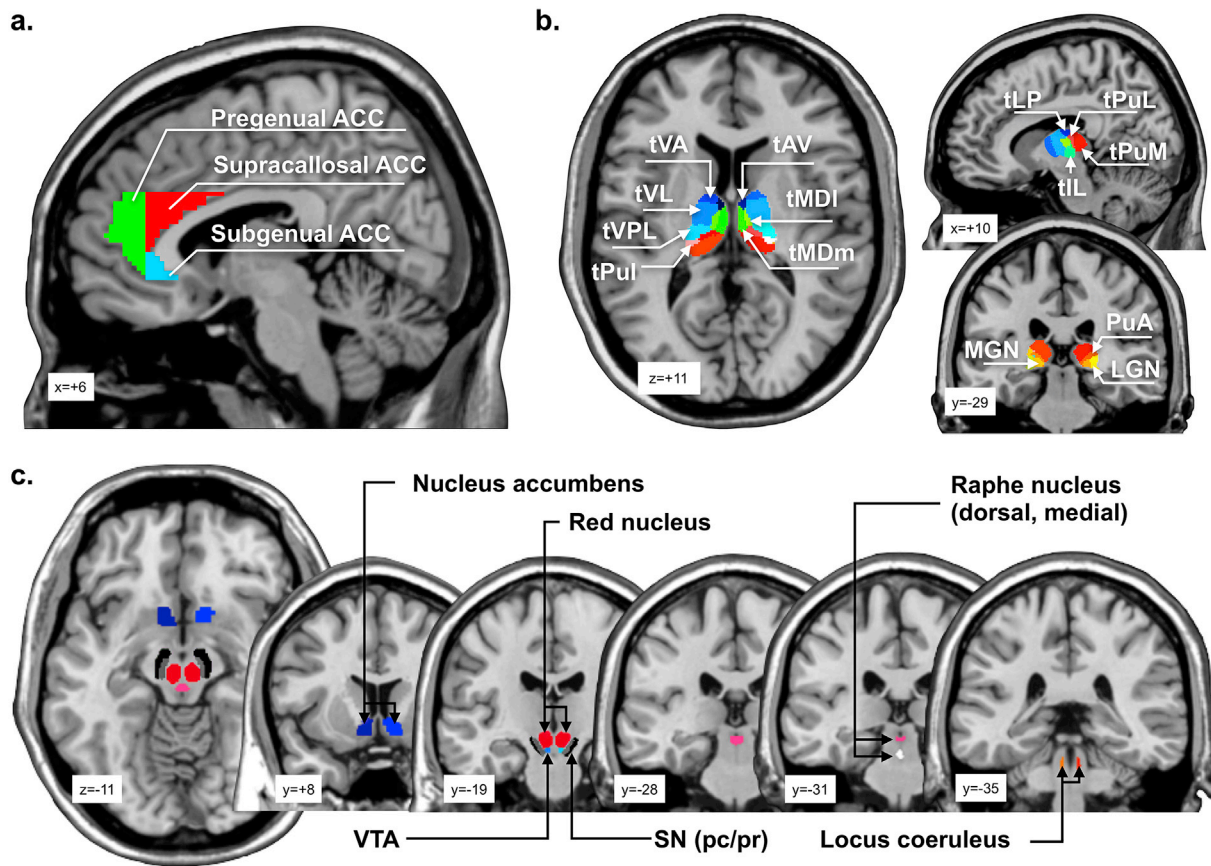 a.
Pregenual ACC
Supracallosal ACC
Subgenual ACC
x=+6
b.
tVA
tAV
tVL
tMDl
tVPL
tPuI
tMDm
z=+11
tLP
tPuL
tPuM
tIL
x=+10
PuA
MGN
LGN
y=-29
c.
Nucleus accumbens
Red nucleus
Raphe nucleus
(dorsal, medial)
z=-11
y=+8
y=-19
y=-28
y=-31
y=-35
VTA
SN (pc/pr)
Locus coeruleus